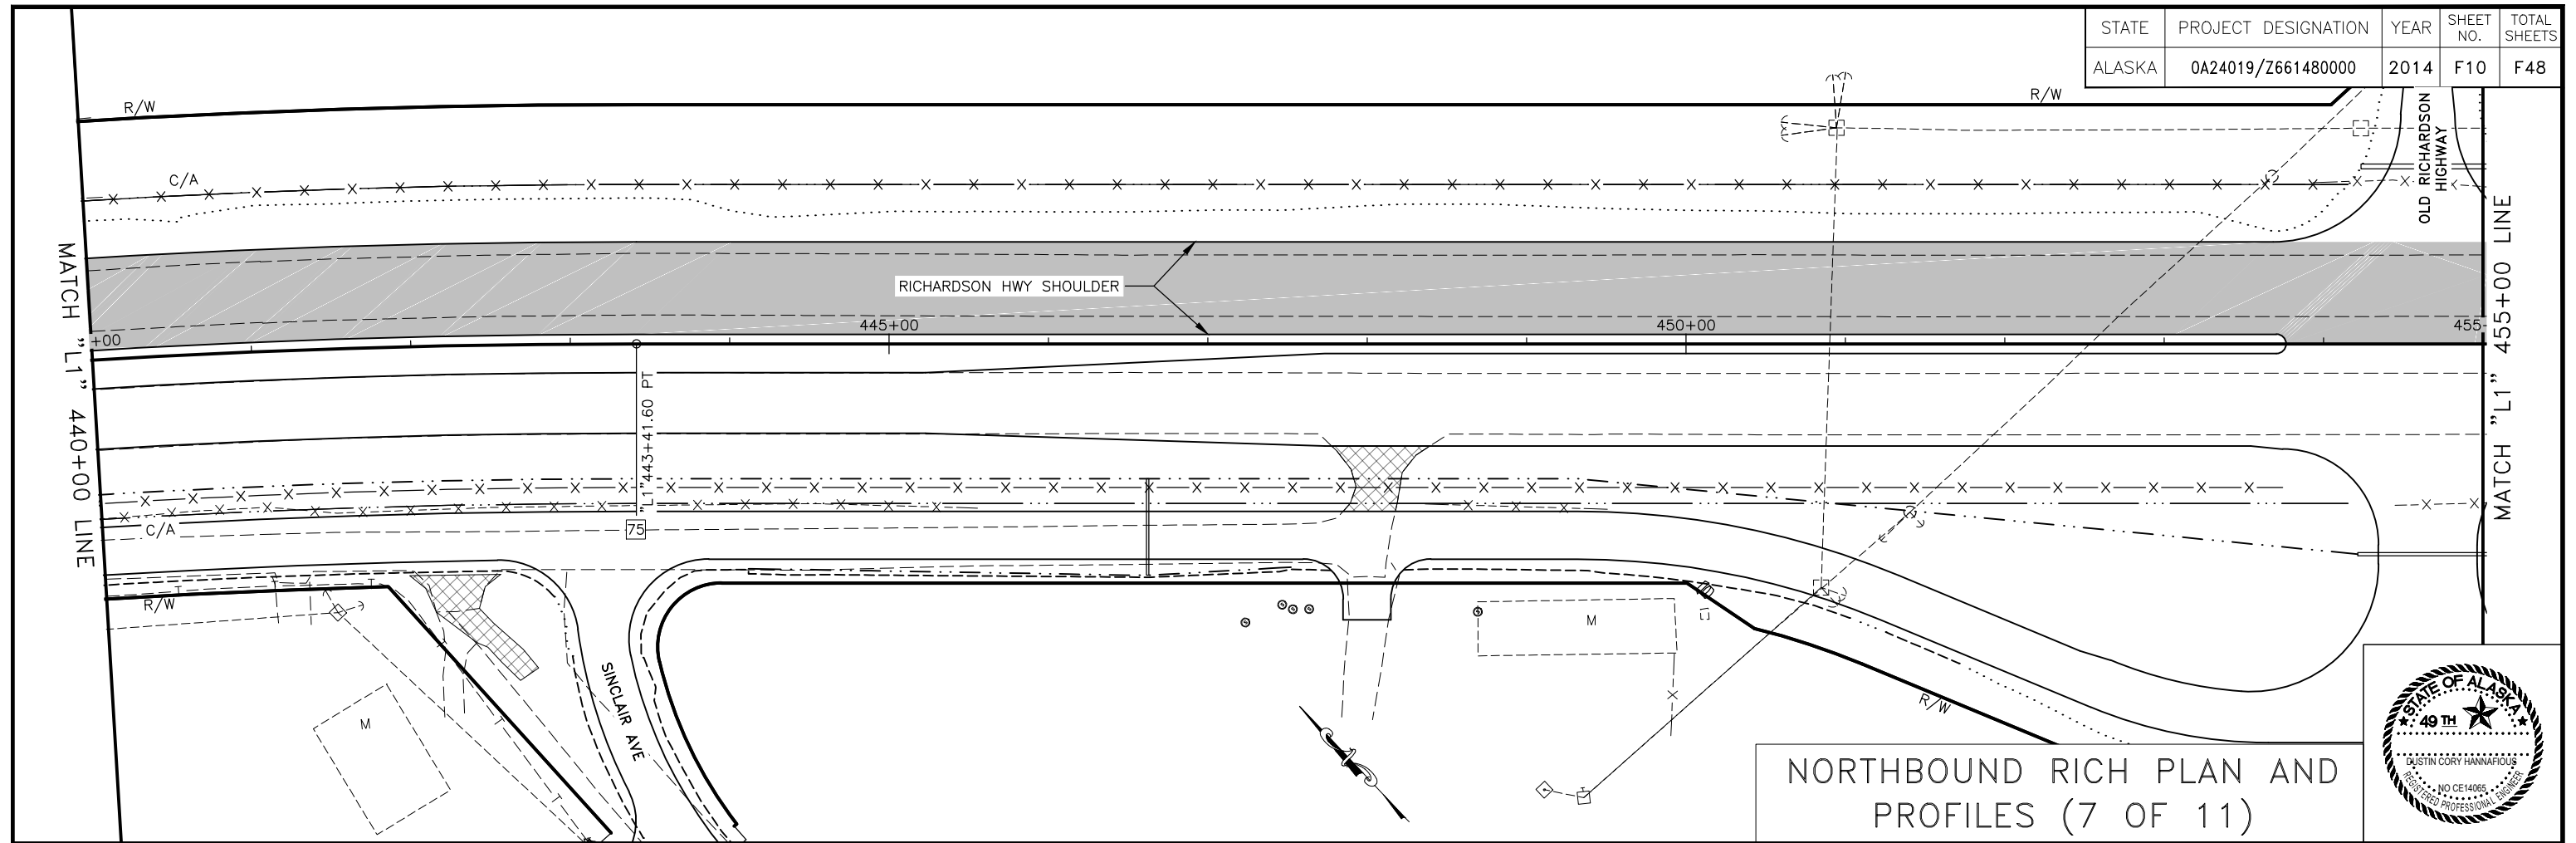 STATE PROJECT DESIGNATION YEAR SHEET NO. TOTAL SHEETS
ALASKA 0A24019/Z661480000 2014 F10 F48
R/W
R/W
C/A
OLD RICHARDSON
HIGHWAY
MATCH "L1" 440+00 LINE
MATCH "L1" 455+00 LINE
RICHARDSON HWY SHOULDER
+00
445+00
450+00
455-
"L1"443+41.60 PT
75
C/A
R/W
M
M
SINCLAIR AVE
R/W
NORTHBOUND RICH PLAN AND
PROFILES (7 OF 11)
STATE OF ALASKA
49 TH
DUSTIN CORY HANNAFIOUS
NO CE14065
REGISTERED PROFESSIONAL ENGINEER